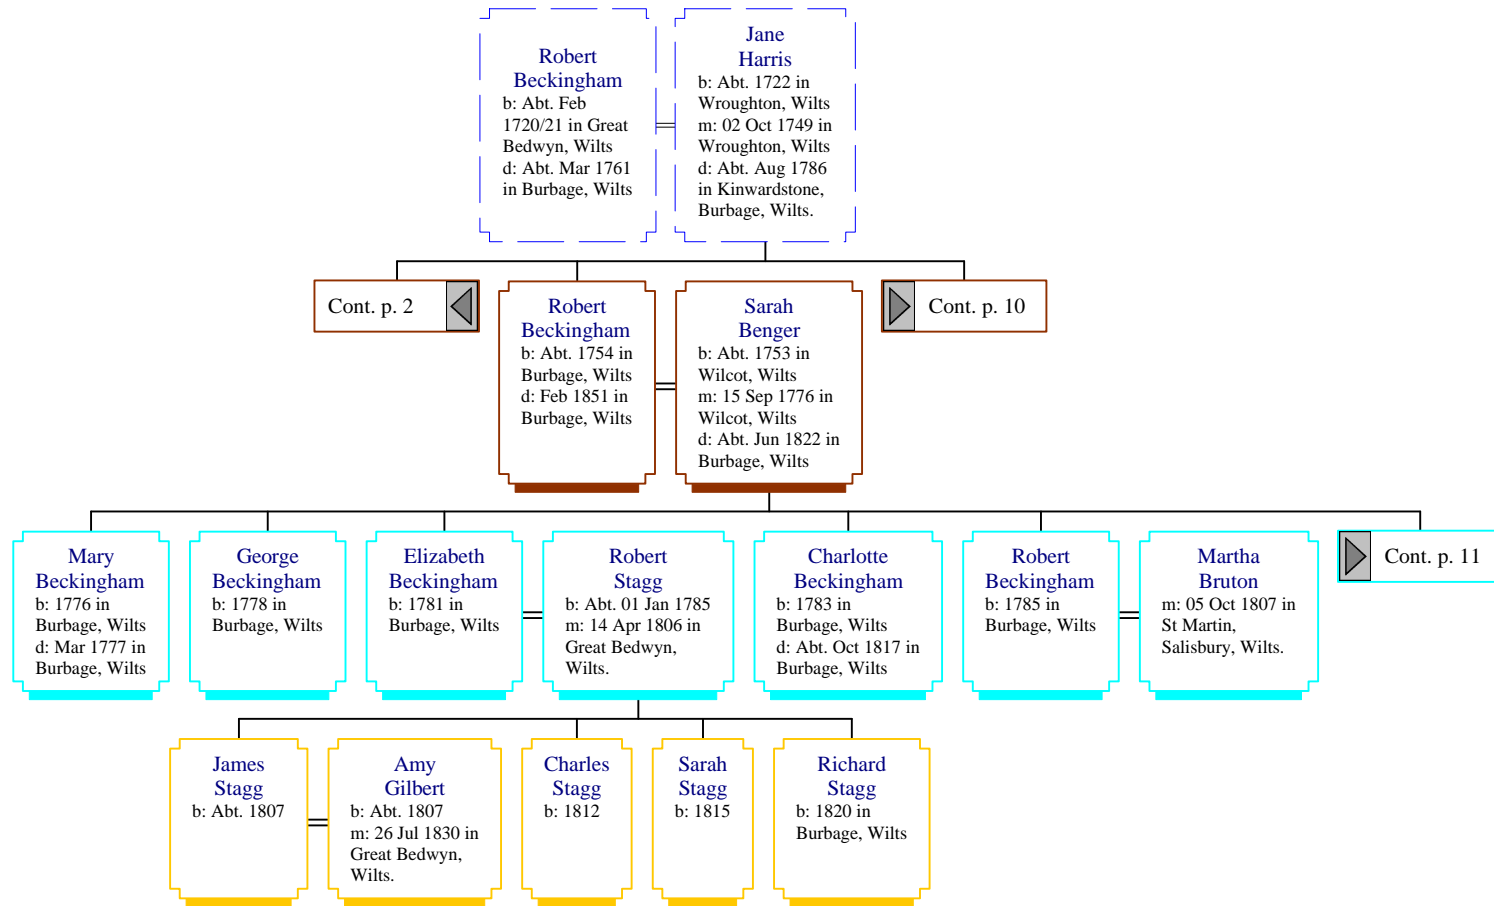 Robert
Beckingham
b: Abt. Feb
1720/21 in Great
Bedwyn, Wilts
d: Abt. Mar 1761
in Burbage, Wilts
Jane
Harris
b: Abt. 1722 in
Wroughton, Wilts
m: 02 Oct 1749 in
Wroughton, Wilts
d: Abt. Aug 1786
in Kinwardstone,
Burbage, Wilts.
Cont. p. 2
Robert
Beckingham
b: Abt. 1754 in
Burbage, Wilts
d: Feb 1851 in
Burbage, Wilts
Sarah
Benger
b: Abt. 1753 in
Wilcot, Wilts
m: 15 Sep 1776 in
Wilcot, Wilts
d: Abt. Jun 1822 in
Burbage, Wilts
Cont. p. 10
Mary
Beckingham
b: 1776 in
Burbage, Wilts
d: Mar 1777 in
Burbage, Wilts
George
Beckingham
b: 1778 in
Burbage, Wilts
Elizabeth
Beckingham
b: 1781 in
Burbage, Wilts
Robert
Stagg
b: Abt. 01 Jan 1785
m: 14 Apr 1806 in
Great Bedwyn,
Wilts.
Charlotte
Beckingham
b: 1783 in
Burbage, Wilts
d: Abt. Oct 1817 in
Burbage, Wilts
Robert
Beckingham
b: 1785 in
Burbage, Wilts
Martha
Bruton
m: 05 Oct 1807 in
St Martin,
Salisbury, Wilts.
Cont. p. 11
James
Stagg
b: Abt. 1807
Amy
Gilbert
b: Abt. 1807
m: 26 Jul 1830 in
Great Bedwyn,
Wilts.
Charles
Stagg
b: 1812
Sarah
Stagg
b: 1815
Richard
Stagg
b: 1820 in
Burbage, Wilts